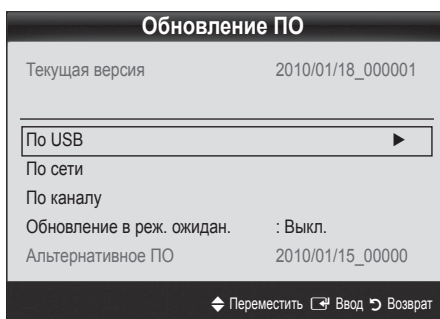 Обновление ПО
Текущая версия 2010/01/18_000001
По USB ►
По сети
По каналу
Обновление в реж. ожидан. : Выкл.
Альтернативное ПО 2010/01/15_00000
Переместить Ввод Возврат